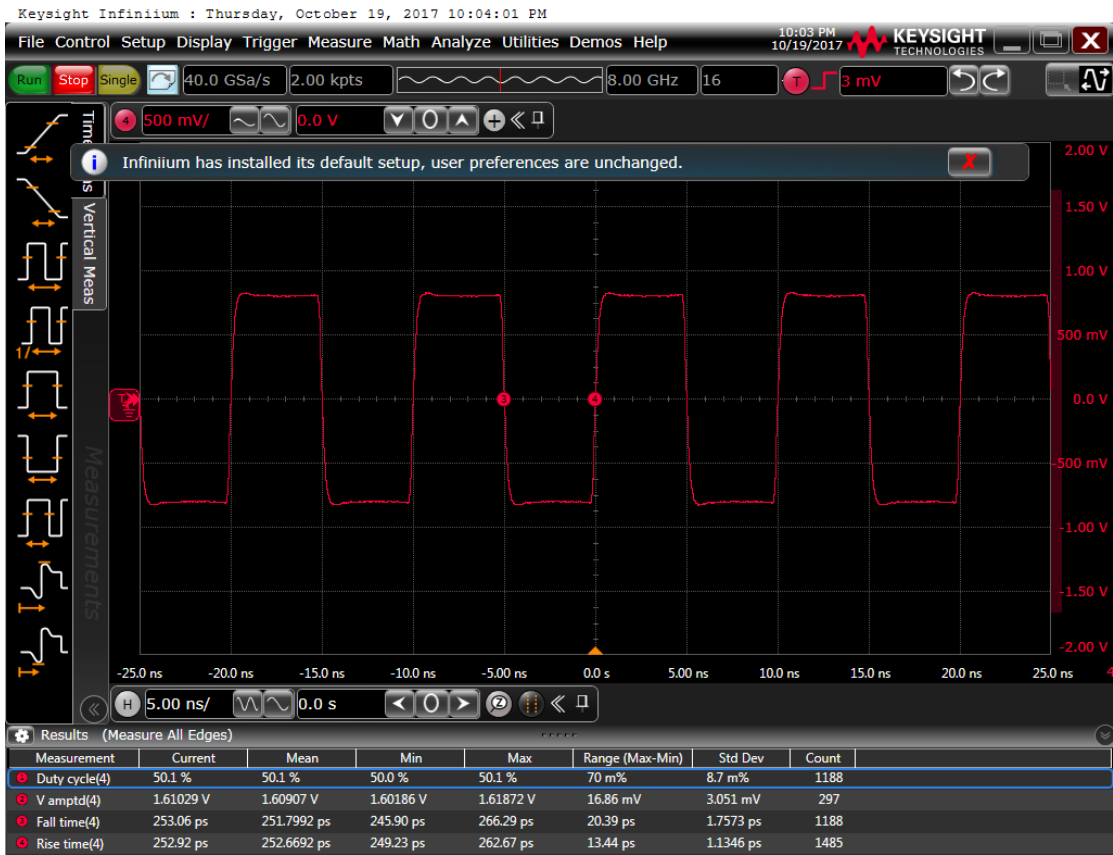 Keysight Infiniium : Thursday, October 19, 2017 10:04:01 PM
File Control Setup Display Trigger Measure Math Analyze Utilities Demos Help
10:03 PM
10/19/2017
KEYSIGHT
TECHNOLOGIES
X
Run Stop Single 40.0 GSa/s 2.00 kpts 8.00 GHz 16 T 3 mV
4 500 mV/ 0.0 V 0
i Infiniium has installed its default setup, user preferences are unchanged. X
Vertical Meas
1/
Measurements
2.00 V
1.50 V
1.00 V
500 mV
0.0 V
-500 mV
-1.00 V
-1.50 V
-2.00 V
3 4
-25.0 ns -20.0 ns -15.0 ns -10.0 ns -5.00 ns 0.0 s 5.00 ns 10.0 ns 15.0 ns 20.0 ns 25.0 ns 4
H 5.00 ns/ 0.0 s 0 Z
Results (Measure All Edges)
Measurement Current Mean Min Max Range (Max-Min) Std Dev Count
1 Duty cycle(4) 50.1 % 50.1 % 50.0 % 50.1 % 70 m% 8.7 m% 1188
2 V amptd(4) 1.61029 V 1.60907 V 1.60186 V 1.61872 V 16.86 mV 3.051 mV 297
3 Fall time(4) 253.06 ps 251.7992 ps 245.90 ps 266.29 ps 20.39 ps 1.7573 ps 1188
4 Rise time(4) 252.92 ps 252.6692 ps 249.23 ps 262.67 ps 13.44 ps 1.1346 ps 1485